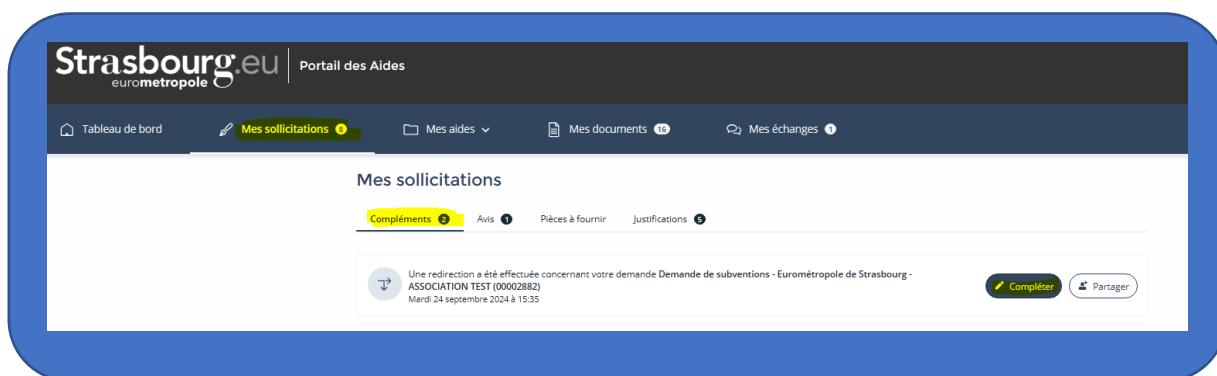 Strasbourg.eu
eurometropole
Portail des Aides
Tableau de bord
Mes sollicitations 8
Mes aides
Mes documents 16
Mes échanges 1
Mes sollicitations
Compléments 2
Avis 1
Pièces à fournir
Justifications 5
Une redirection a été effectuée concernant votre demande Demande de subventions - Eurométropole de Strasbourg -
ASSOCIATION TEST (00002882)
Mardi 24 septembre 2024 à 15:35
Compléter
Partager